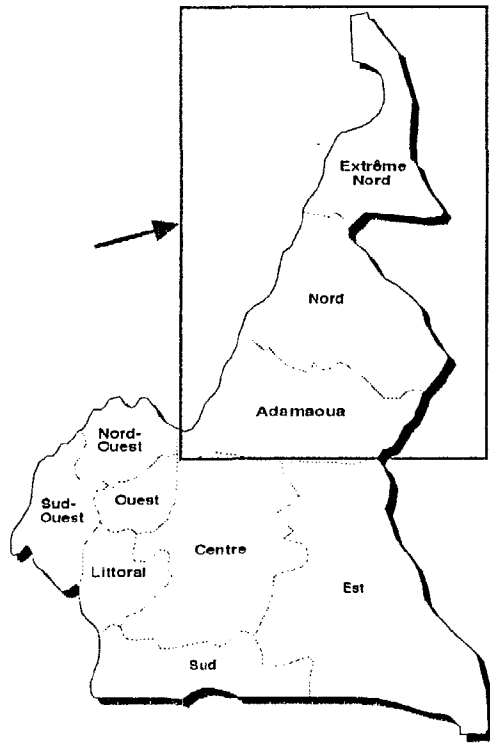 Extrême
Nord
Nord
Adamaoua
Nord-
Ouest
Sud-
Ouest
Ouest
Centre
Littoral
Est
Sud